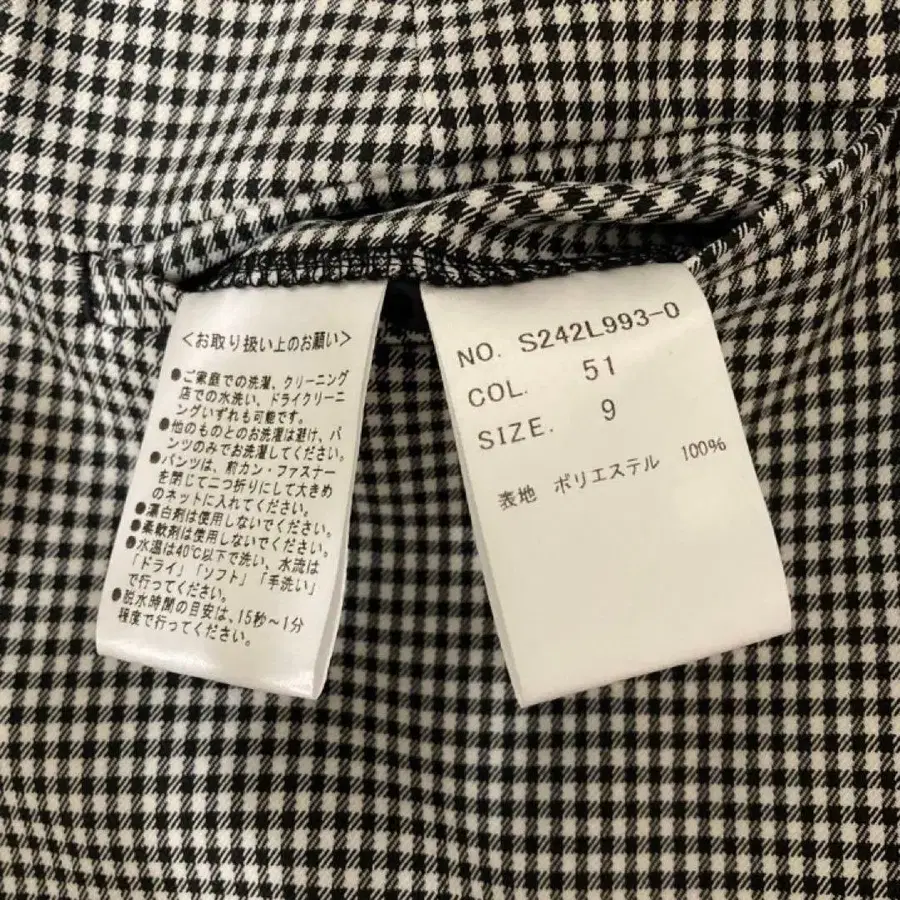 <お取り扱い上のお願い>
●ご家庭での洗濯、クリーニング
店での水洗い、ドライクリーニ
ングいずれも可能です。
●他のものとのお洗濯は避け、パ
ンツのみでお洗濯してください。
●パンツは、前カン・ファスナー
を閉じて二つ折りにして大きめ
のネットに入れてください。
●漂白剤は使用しないでください。
●柔軟剤は使用しないでください。
●水温は40℃以下で洗い、水流は
「ドライ」「ソフト」「手洗い」
で行ってください。
●脱水時間の目安は、15秒～1分
程度で行ってください。
NO. S242L993-0
COL. 51
SIZE. 9
表地 ポリエステル 100%